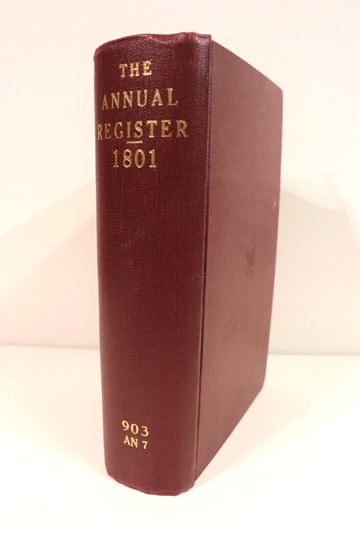 THE
ANNUAL
REGISTER
1801
903
AN 7